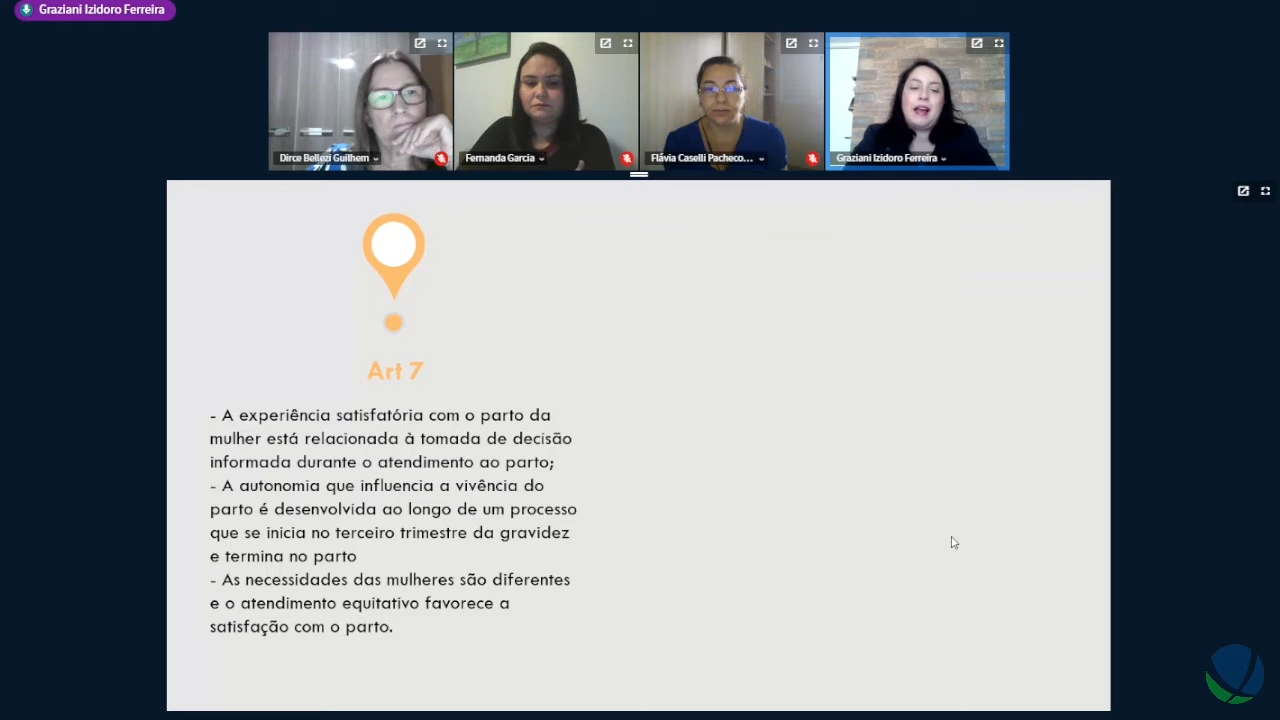 Graziani Izidoro Ferreira
Dirce Bellezi Guilhem
Fernanda Garcia
Flávia Caselli Pacheco...
Graziani Izidoro Ferreira
Art 7
- A experiência satisfatória com o parto da
mulher está relacionada à tomada de decisão
informada durante o atendimento ao parto;
- A autonomia que influencia a vivência do
parto é desenvolvida ao longo de um processo
que se inicia no terceiro trimestre da gravidez
e termina no parto
- As necessidades das mulheres são diferentes
e o atendimento equitativo favorece a
satisfação com o parto.